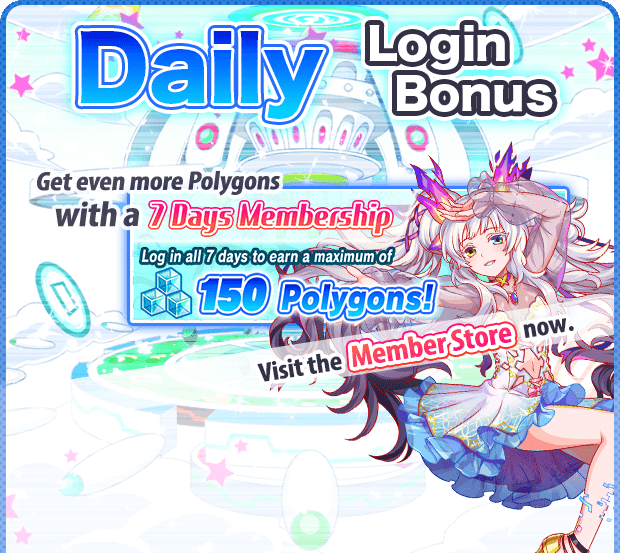 Daily
Login
Bonus
Get even more Polygons
with a 7 Days Membership
Log in all 7 days to earn a maximum of
150 Polygons!
Visit the Member Store now.